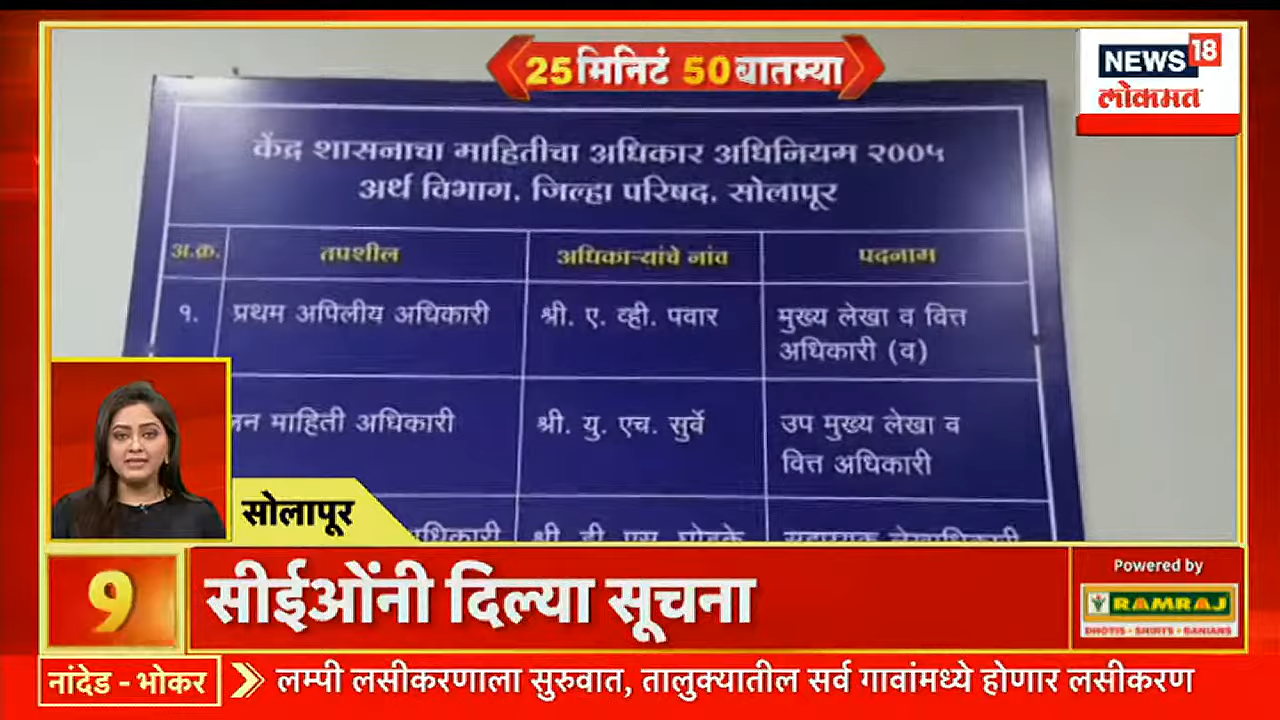 25 मिनिटं 50 बातम्या
NEWS 18
लोकमत
केंद्र शासनाचा माहितीचा अधिकार अधिनियम २००५
अर्थ विभाग, जिल्हा परिषद, सोलापूर
अ.क्र. तपशील अधिकाऱ्यांचे नांव पदनाम
१. प्रथम अपिलीय अधिकारी श्री. ए. व्ही. पवार मुख्य लेखा व वित्त
अधिकारी (व)
माहिती अधिकारी श्री. यु. एच. सुर्वे उप मुख्य लेखा व
वित्त अधिकारी
श्री. डी. एस.
सोलापूर
9 सीईओंनी दिल्या सूचना
Powered by
RAMRAJ
DHOTIS - SHIRTS - BANIANS
नांदेड - भोकर लम्पी लसीकरणाला सुरुवात, तालुक्यातील सर्व गावांमध्ये होणार लसीकरण